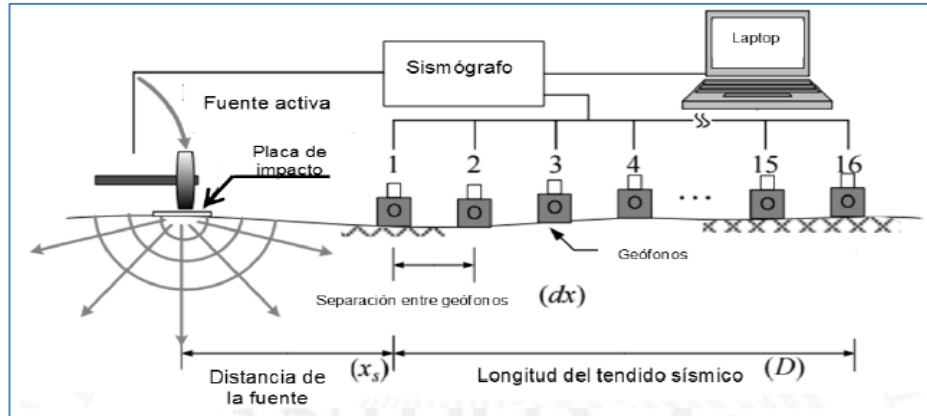 Laptop
Sismógrafo
Fuente activa
Placa de
impacto
1 2 3 4 15 16
...
Geófonos
Separación entre geófonos (dx)
Distancia de
la fuente
(xₛ)
Longitud del tendido sísmico (D)